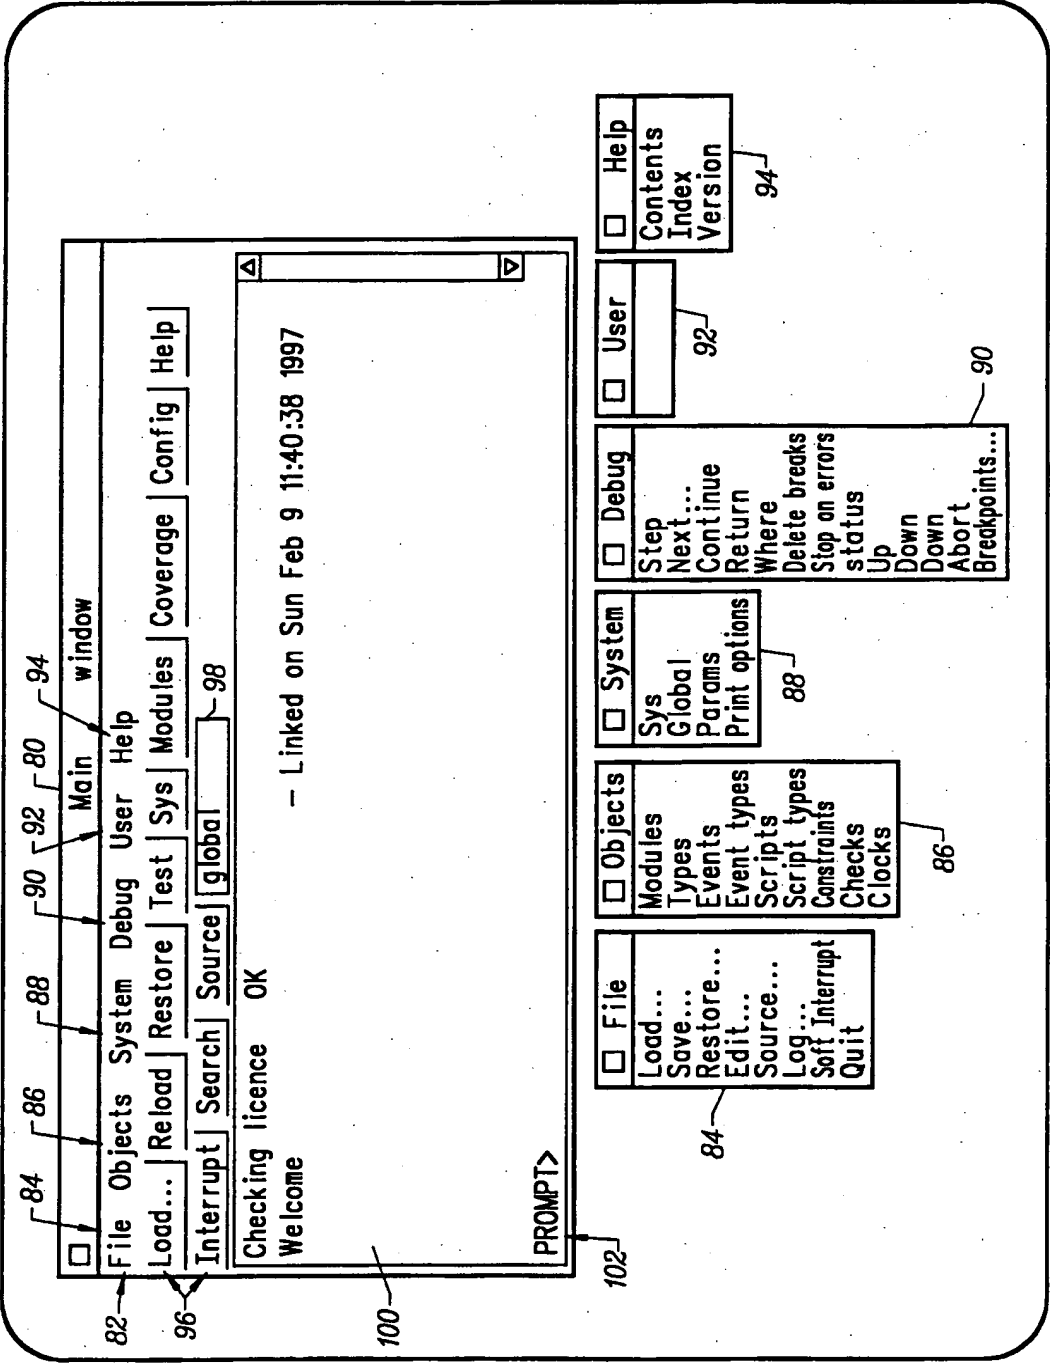 84 86 88 90 92 80 94
Main window
82 File Objects System Debug User Help
Load... Reload Restore Test Sys Modules Coverage Config Help
96 Interrupt Search Source global 98
Checking licence OK
Welcome – Linked on Sun Feb 9 11:40:38 1997
100
PROMPT>
102
File
Load...
Save...
Restore...
Edit...
Source...
Log...
Soft Interrupt
Quit
84
Objects
Modules
Types
Events
Event types
Scripts
Script types
Constraints
Checks
Clocks
86
System
Sys
Global
Params
Print options
88
Debug
Step
Next...
Continue
Return
Where
Delete breaks
Stop on errors
status
Up
Down
Down
Abort
Breakpoints...
90
User
92
Help
Contents
Index
Version
94